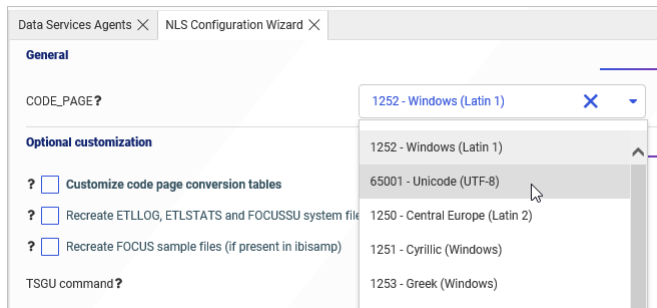 Data Services Agents
NLS Configuration Wizard
General
CODE_PAGE?
1252 - Windows (Latin 1)
Optional customization
1252 - Windows (Latin 1)
? Customize code page conversion tables
65001 - Unicode (UTF-8)
? Recreate ETLLOG, ETLSTATS and FOCUSSU system file
1250 - Central Europe (Latin 2)
? Recreate FOCUS sample files (if present in ibisamp)
1251 - Cyrillic (Windows)
TSGU command?
1253 - Greek (Windows)